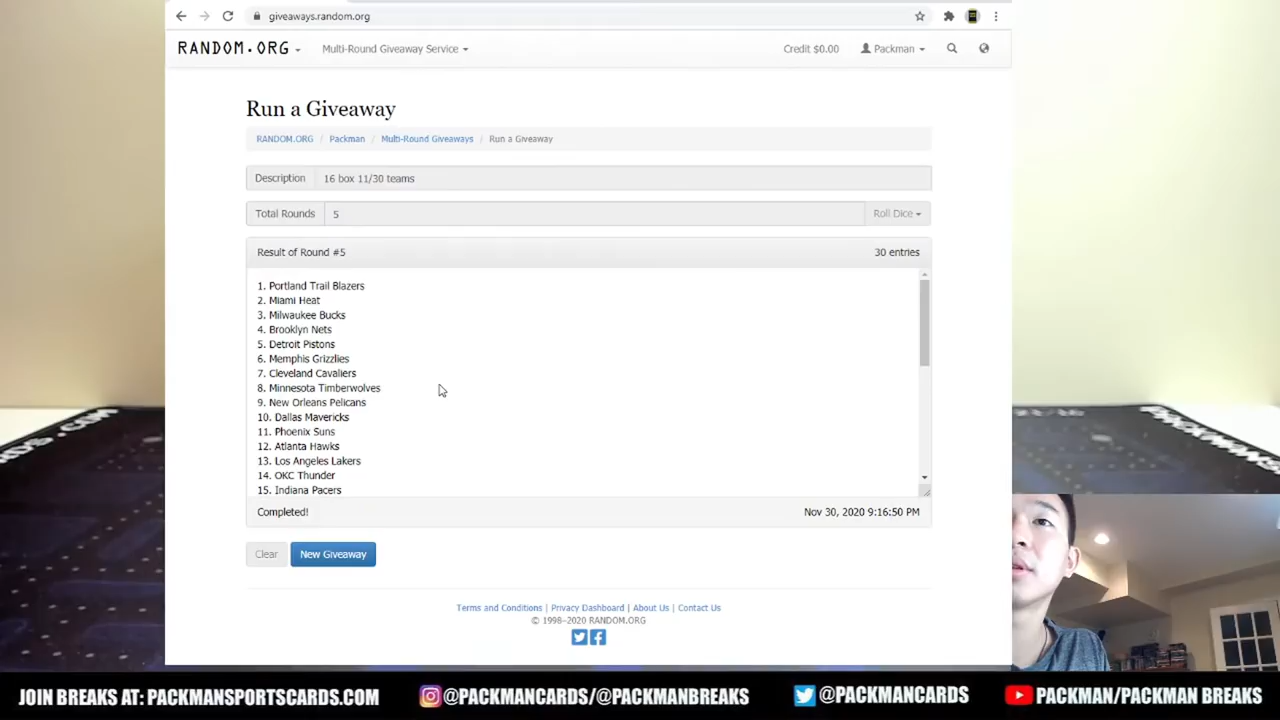 giveaways.random.org
RANDOM.ORG
Multi-Round Giveaway Service
Credit $0.00
Packman
Run a Giveaway
RANDOM.ORG / Packman / Multi-Round Giveaways / Run a Giveaway
Description 16 box 11/30 teams
Total Rounds 5 Roll Dice
Result of Round #5 30 entries
1. Portland Trail Blazers
2. Miami Heat
3. Milwaukee Bucks
4. Brooklyn Nets
5. Detroit Pistons
6. Memphis Grizzlies
7. Cleveland Cavaliers
8. Minnesota Timberwolves
9. New Orleans Pelicans
10. Dallas Mavericks
11. Phoenix Suns
12. Atlanta Hawks
13. Los Angeles Lakers
14. OKC Thunder
15. Indiana Pacers
Completed! Nov 30, 2020 9:16:50 PM
Clear New Giveaway
Terms and Conditions | Privacy Dashboard | About Us | Contact Us
© 1998–2020 RANDOM.ORG
JOIN BREAKS AT: PACKMANSPORTSCARDS.COM @PACKMANCARDS/@PACKMANBREAKS @PACKMANCARDS PACKMAN/PACKMAN BREAKS